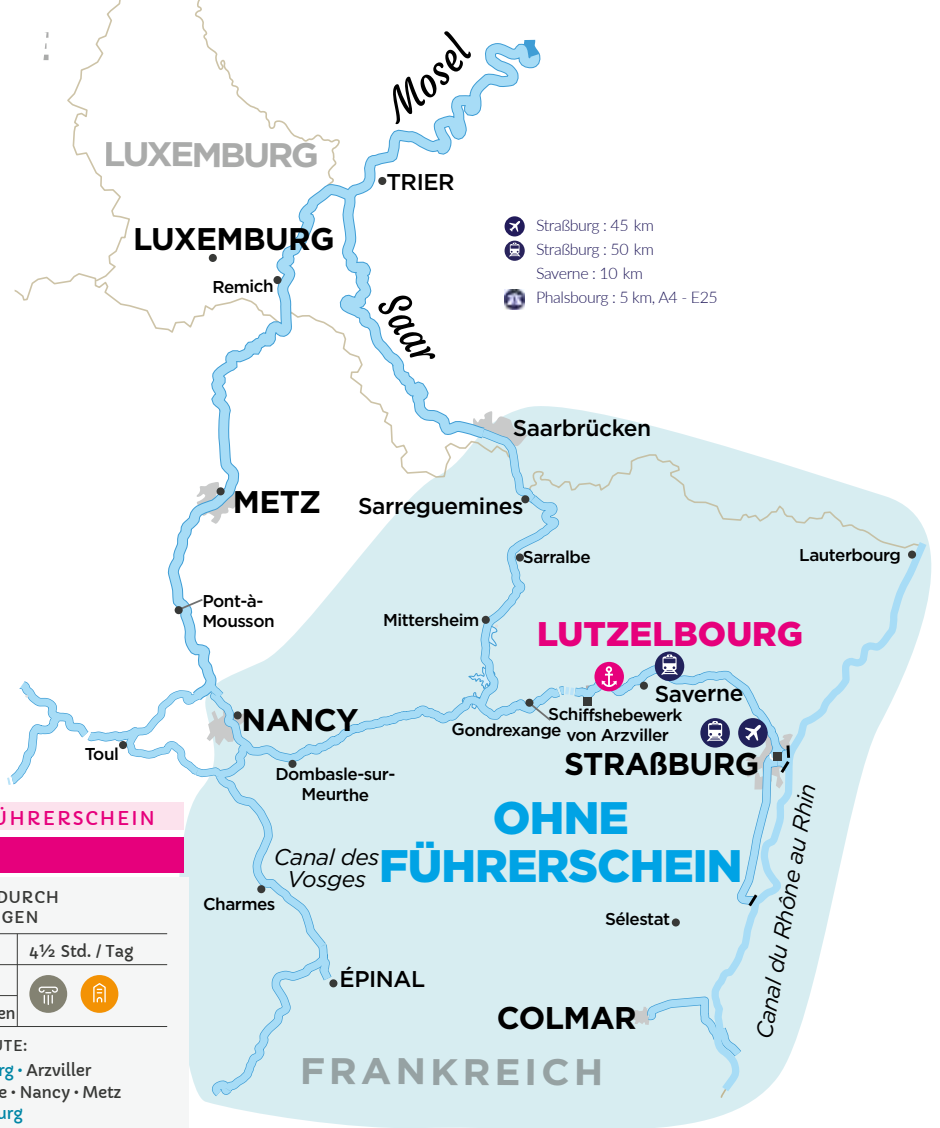 Mosel
LUXEMBURG
TRIER
LUXEMBURG
Remich
Straßburg : 45 km
Straßburg : 50 km
Saverne : 10 km
Phalsbourg : 5 km, A4 - E25
Saar
Saarbrücken
METZ
Sarreguemines
Sarralbe
Lauterbourg
Pont-à-
Mousson
Mittersheim
LUTZELBOURG
Saverne
NANCY
Gondrexange
Schiffshebewerk
von Arzviller
Toul
STRAßBURG
Dombasle-sur-
Meurthe
OHNE
FÜHRERSCHEIN
Canal des
Vosges
Charmes
Sélestat
Canal du Rhône au Rhin
ÉPINAL
COLMAR
FRANKREICH
ÜHRERSCHEIN
DURCH
GEN
4½ Std. / Tag
en
UTE:
rg • Arzviller
e • Nancy • Metz
urg